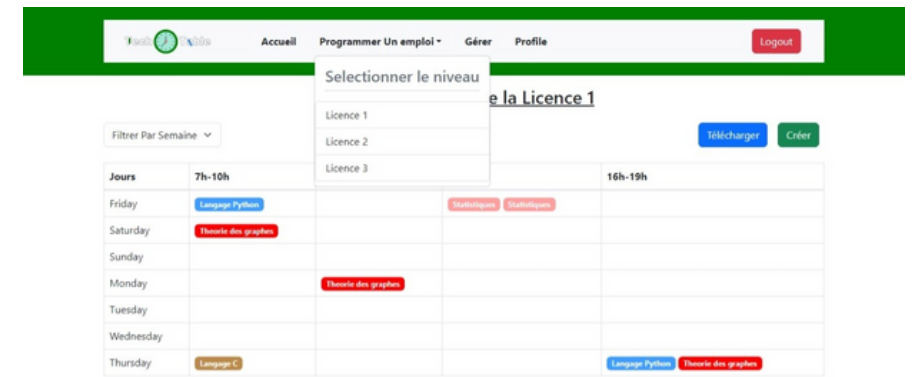 Tech Table Accueil Programmer Un emploi Gérer Profile Logout
Selectionner le niveau
e la Licence 1
Licence 1
Licence 2
Licence 3
Filtrer Par Semaine Télécharger Créer
Jours 7h-10h 16h-19h
Friday Langage Python Statistiques Statistiques
Saturday Theorie des graphes
Sunday
Monday Theorie des graphes
Tuesday
Wednesday
Thursday Langage C Langage Python Theorie des graphes